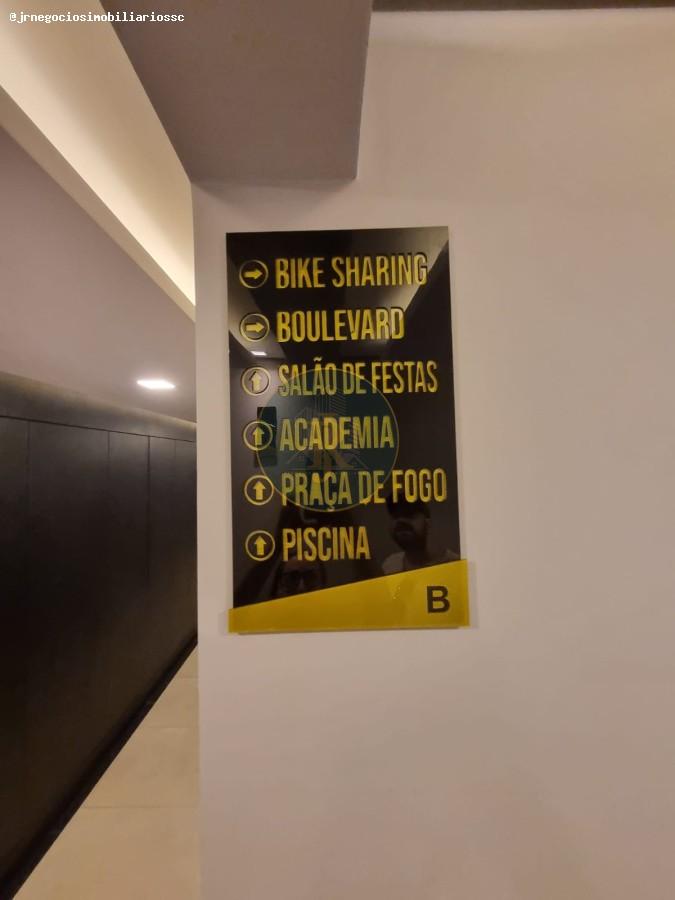 @jrnegociosimobiliariossc
BIKE SHARING
BOULEVARD
SALÃO DE FESTAS
ACADEMIA
PRAÇA DE FOGO
PISCINA
B